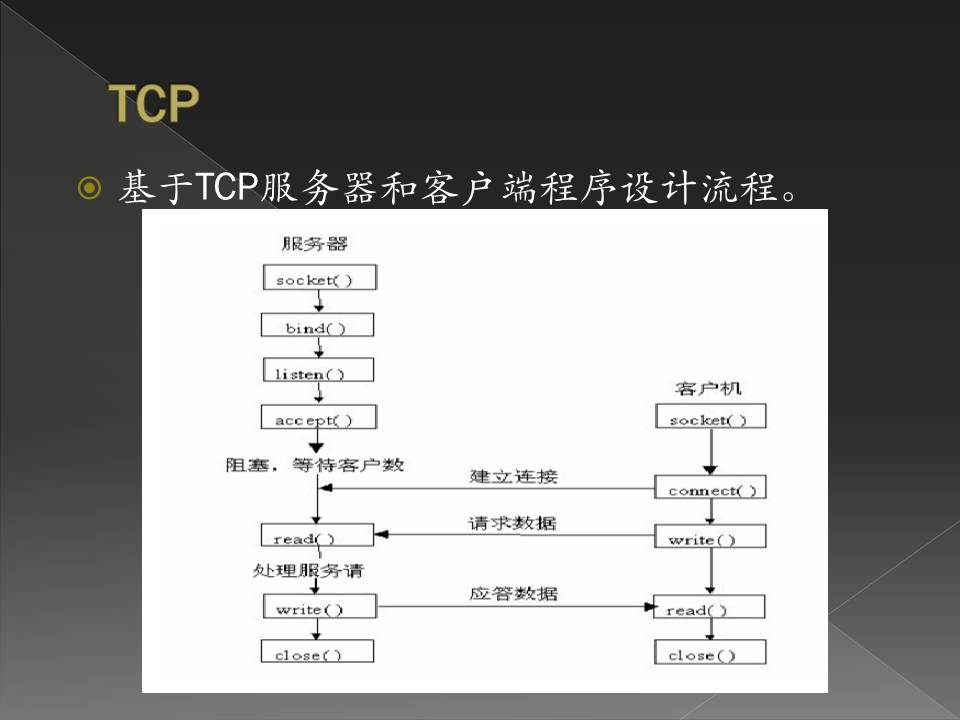 TCP
基于TCP服务器和客户端程序设计流程。
服务器
socket()
bind()
listen()
accept()
阻塞，等待客户数
客户机
socket()
建立连接
connect()
请求数据
read()
write()
处理服务请
应答数据
write()
read()
close()
close()